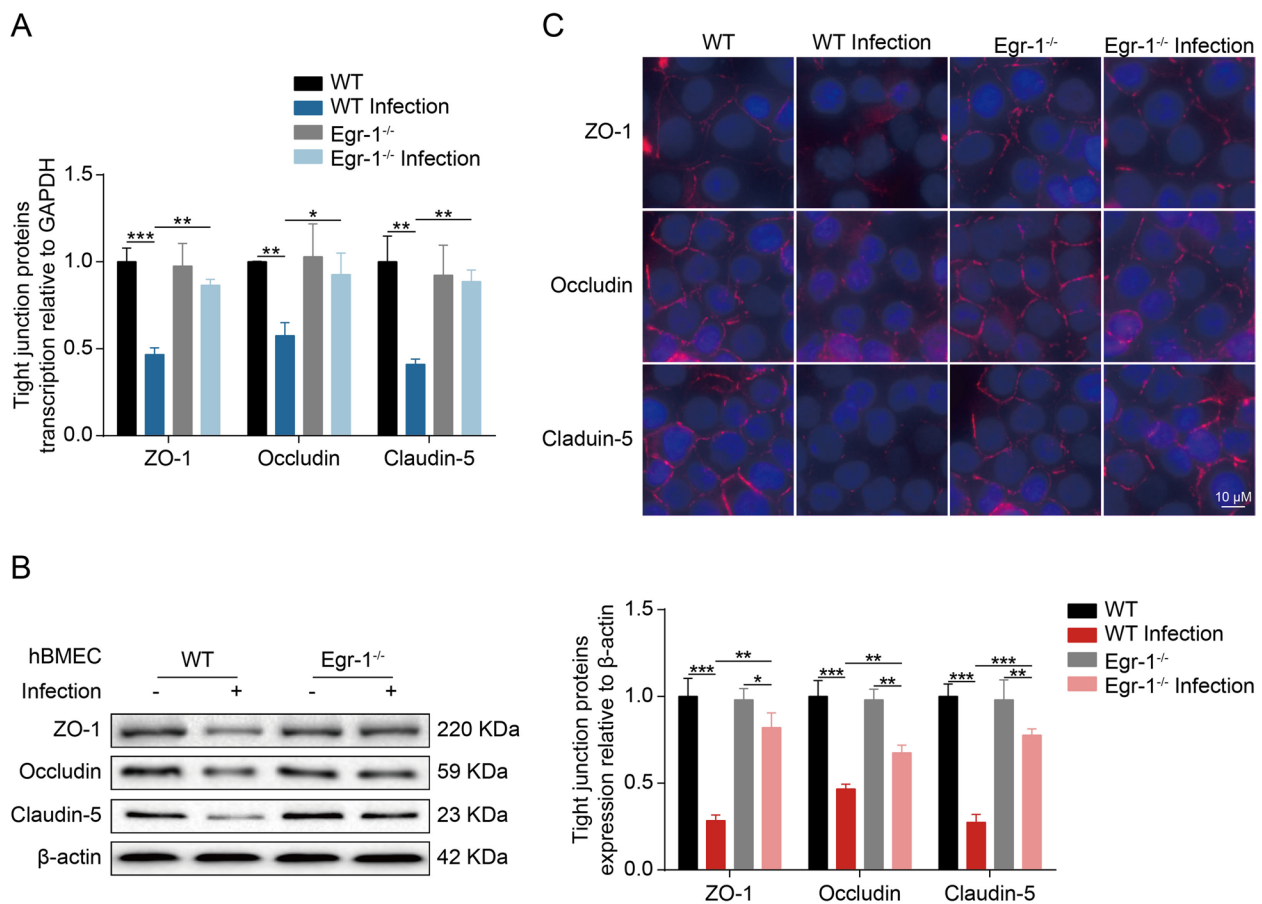 A
WT
WT Infection
Egr-1-/-
Egr-1-/- Infection
Tight junction proteins
transcription relative to GAPDH
1.5
1.0
0.5
0.0
*** **
** *
** **
ZO-1 Occludin Claudin-5
C
WT WT Infection Egr-1-/- Egr-1-/- Infection
ZO-1
Occludin
Claduin-5
10 µM
B
hBMEC WT Egr-1-/-
Infection - + - +
ZO-1 220 KDa
Occludin 59 KDa
Claudin-5 23 KDa
β-actin 42 KDa
Tight junction proteins
expression relative to β-actin
1.5
1.0
0.5
0.0
*** ** *
*** ** **
*** *** **
ZO-1 Occludin Claudin-5
WT
WT Infection
Egr-1-/-
Egr-1-/- Infection